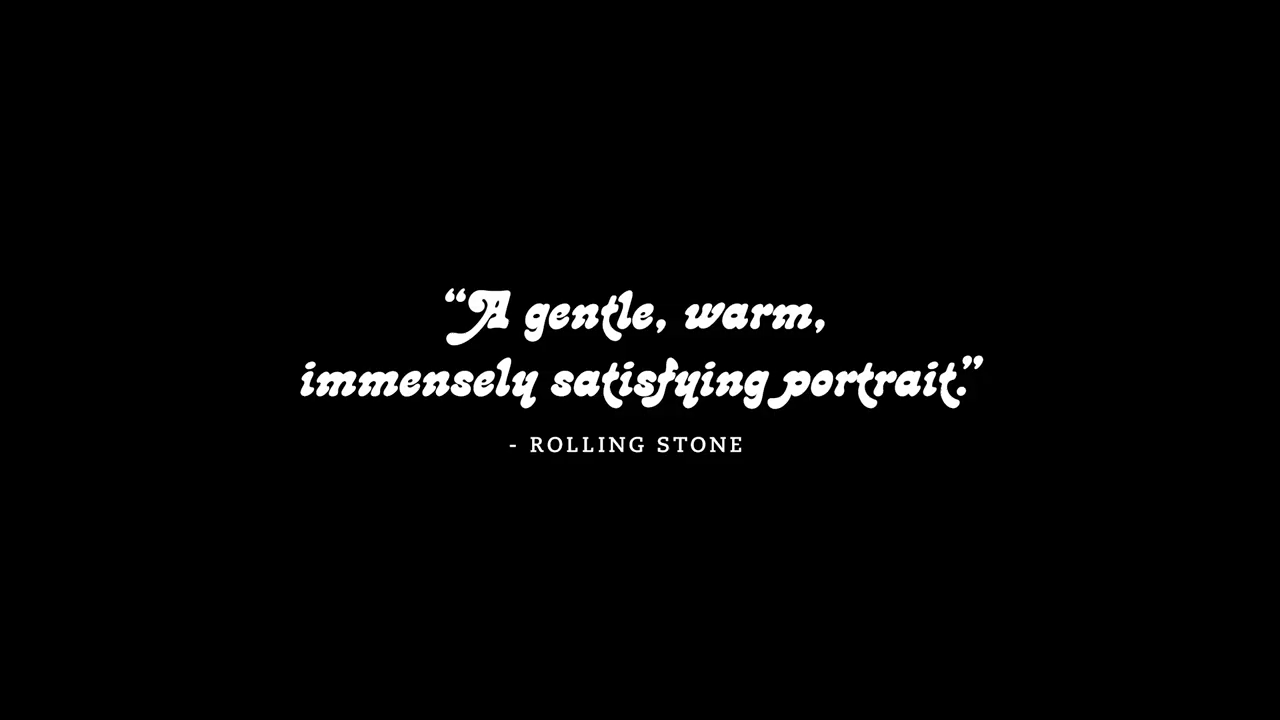 “A gentle, warm,
immensely satisfying portrait.”
- ROLLING STONE